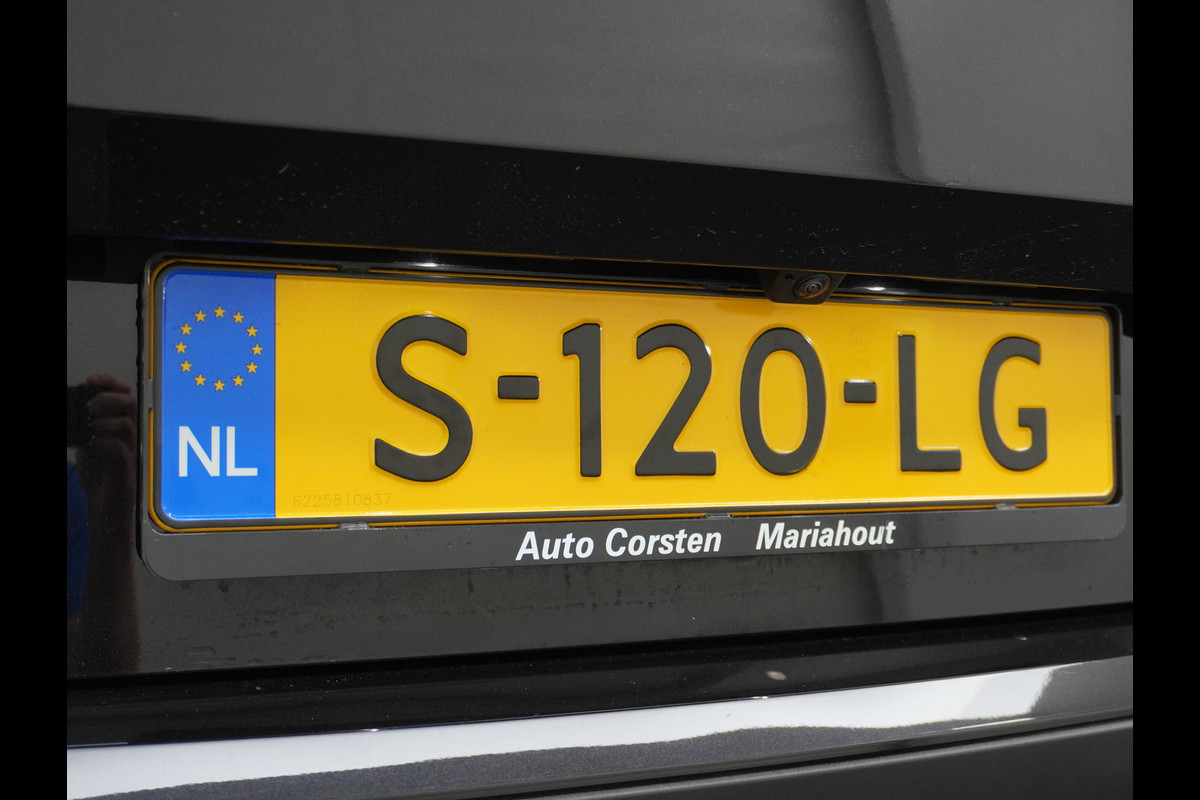 S-120-LG
NL
6225810837
Auto Corsten Mariahout